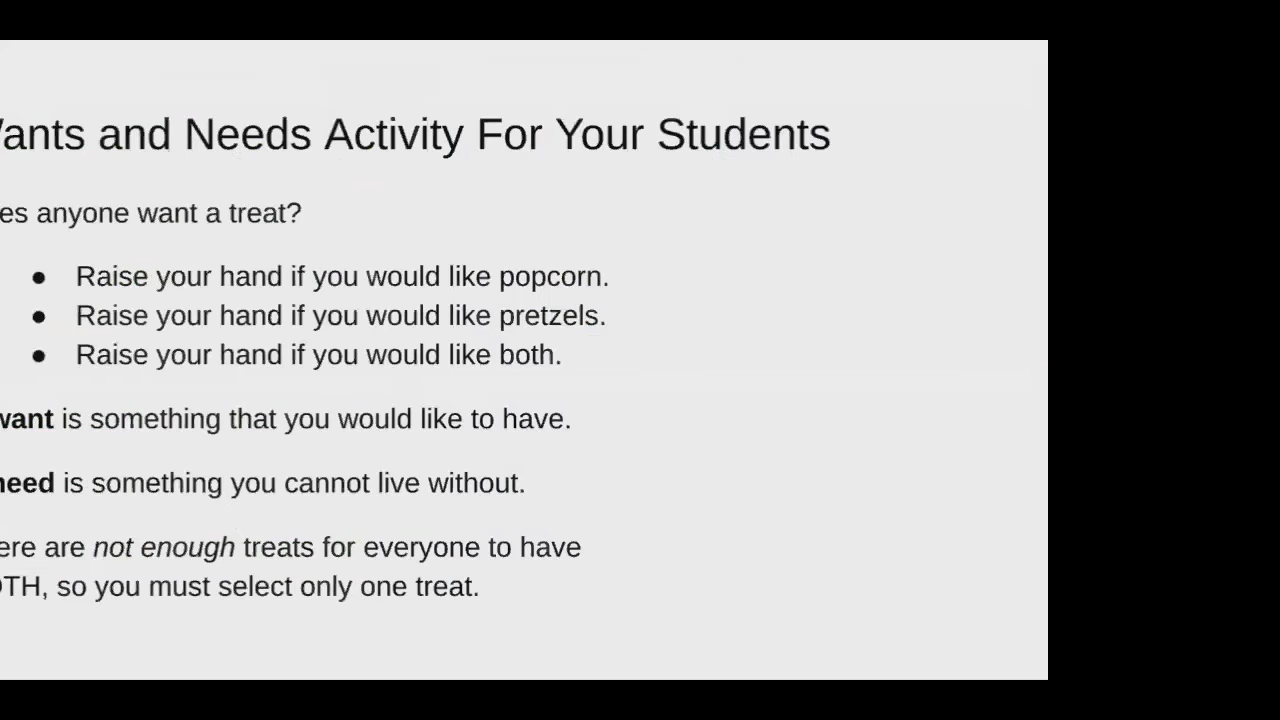 ants and Needs Activity For Your Students
es anyone want a treat?
● Raise your hand if you would like popcorn.
● Raise your hand if you would like pretzels.
● Raise your hand if you would like both.
want is something that you would like to have.
need is something you cannot live without.
ere are not enough treats for everyone to have
OTH, so you must select only one treat.